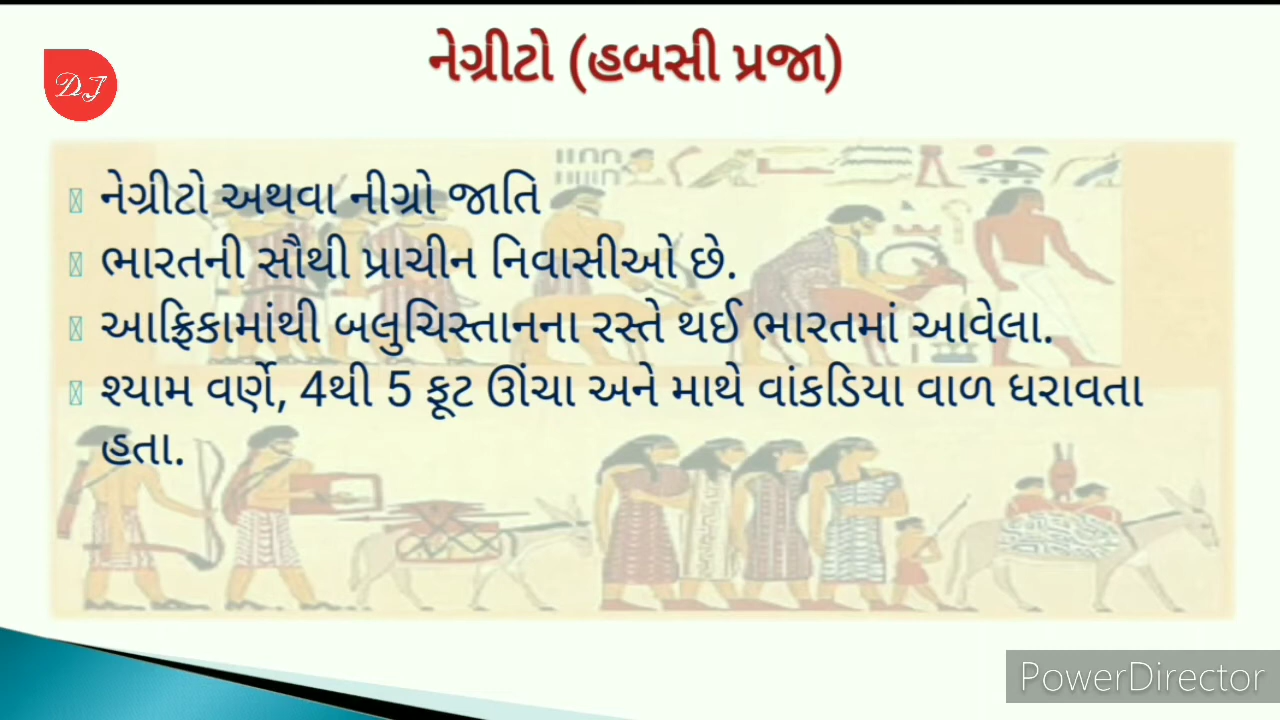 નેગ્રીટો (હબસી પ્રજા)
DJ
નેગ્રીટો અથવા નીગ્રો જાતિ
ભારતની સૌથી પ્રાચીન નિવાસીઓ છે.
આફ્રિકામાંથી બલુચિસ્તાનના રસ્તે થઈ ભારતમાં આવેલા.
શ્યામ વર્ણે, 4થી 5 ફૂટ ઊંચા અને માથે વાંકડિયા વાળ ધરાવતા
હતા.
PowerDirector